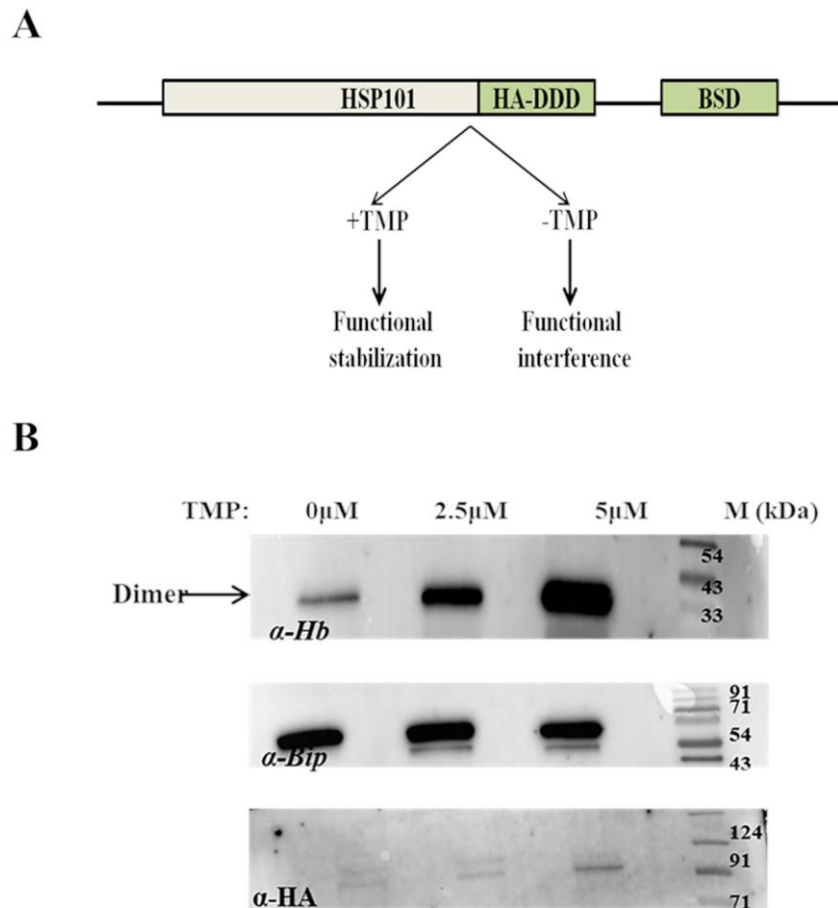 A
HSP101 HA-DDD BSD
+TMP -TMP
Functional stabilization
Functional interference
B
TMP: 0μM 2.5μM 5μM M (kDa)
54
Dimer 43
33
α-Hb
91
71
54
α-Bip
43
124
91
α-HA 71